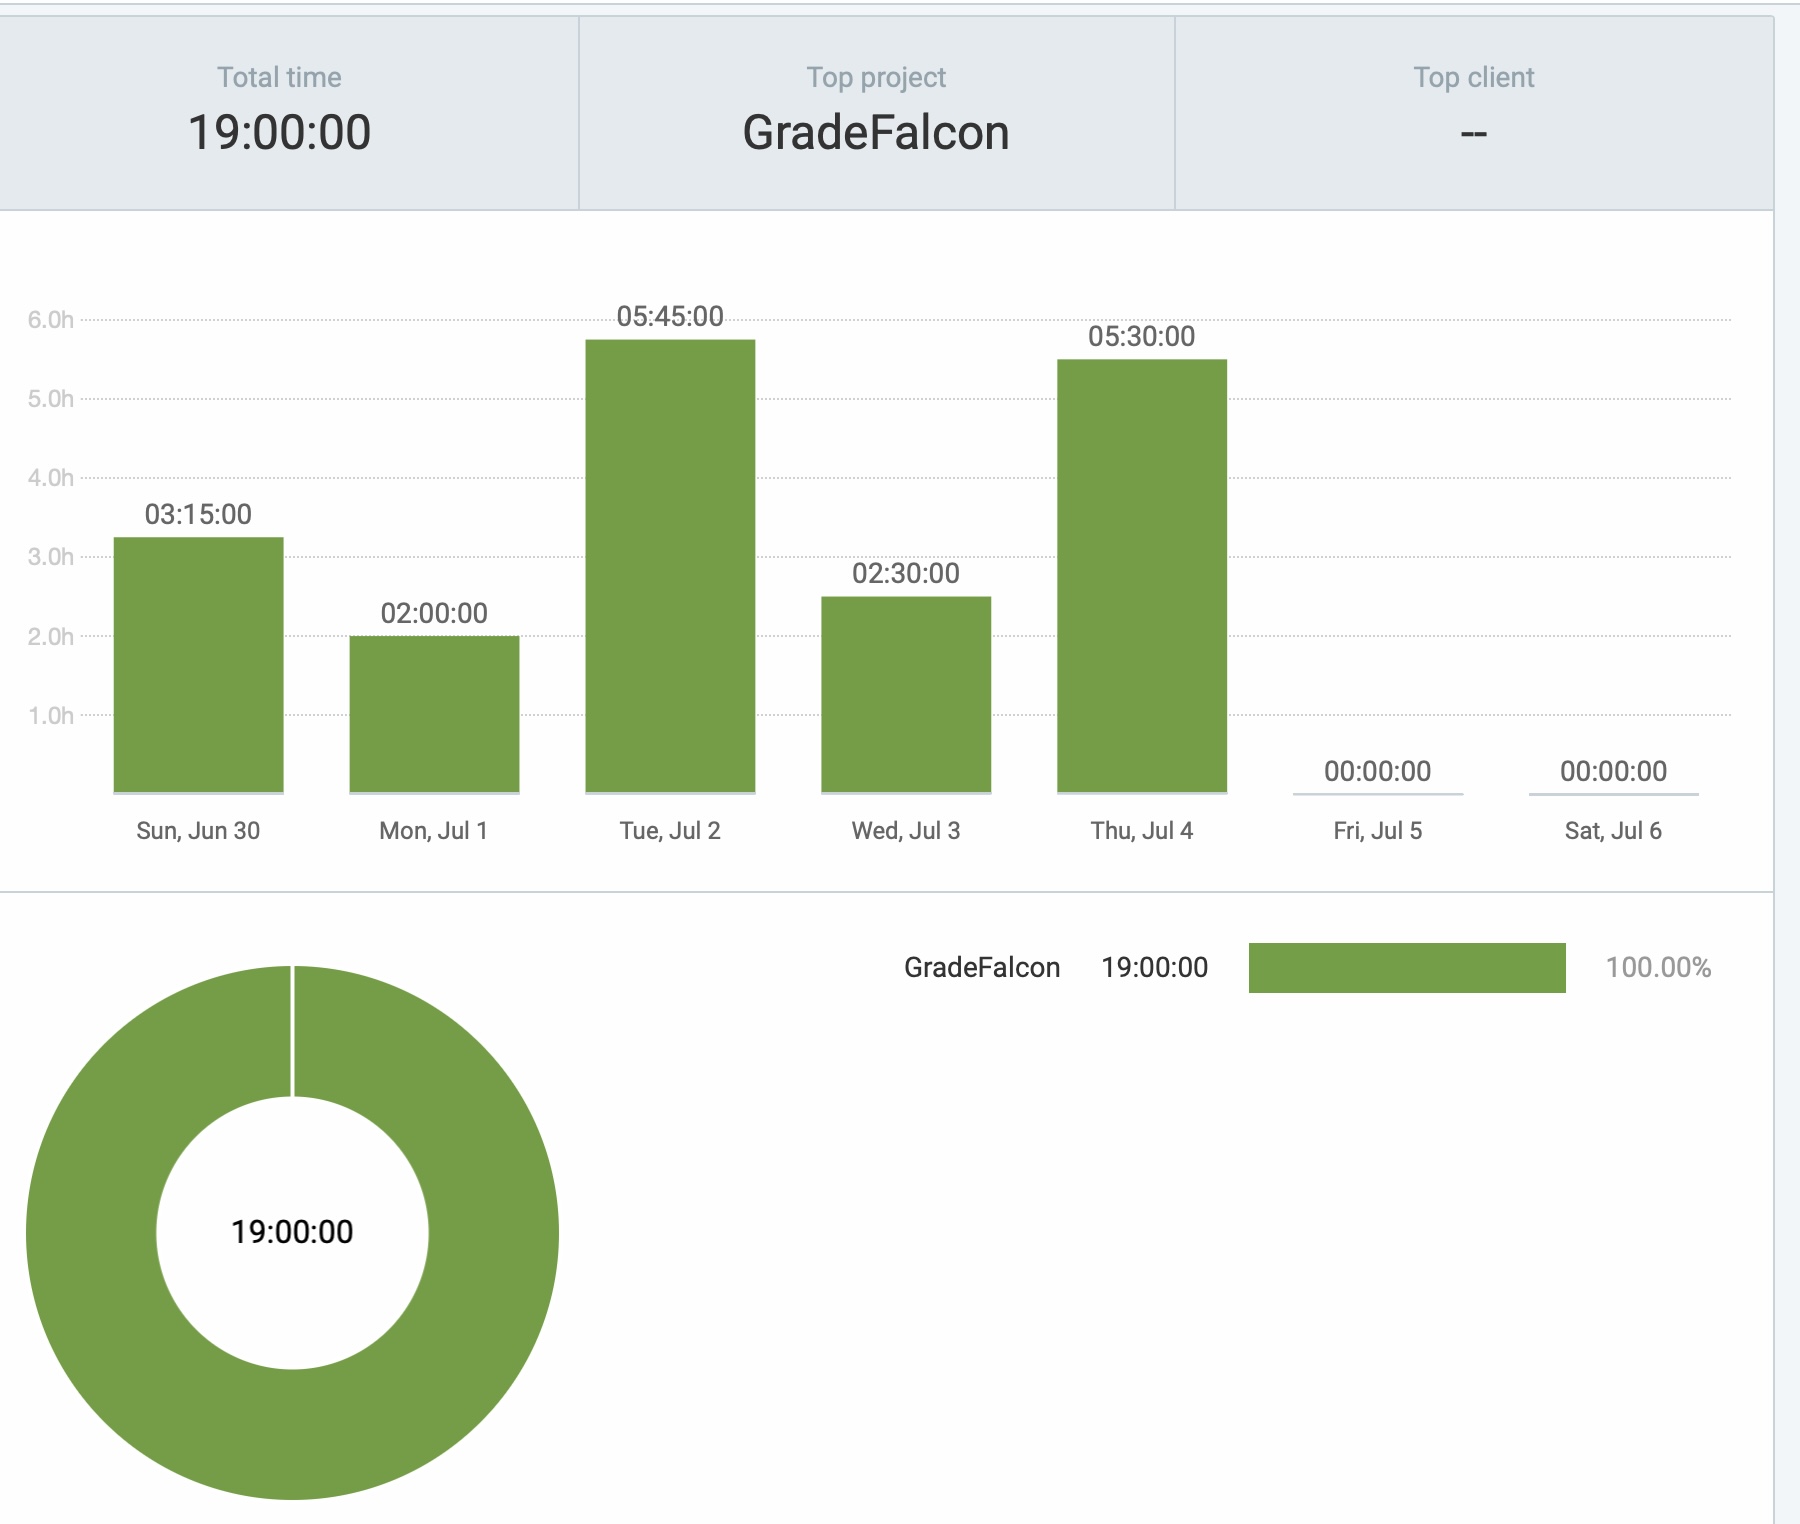 Total time
19:00:00
Top project
GradeFalcon
Top client
--
6.0h
5.0h
4.0h
3.0h
2.0h
1.0h
03:15:00
02:00:00
05:45:00
02:30:00
05:30:00
00:00:00
00:00:00
Sun, Jun 30
Mon, Jul 1
Tue, Jul 2
Wed, Jul 3
Thu, Jul 4
Fri, Jul 5
Sat, Jul 6
GradeFalcon 19:00:00 100.00%
19:00:00